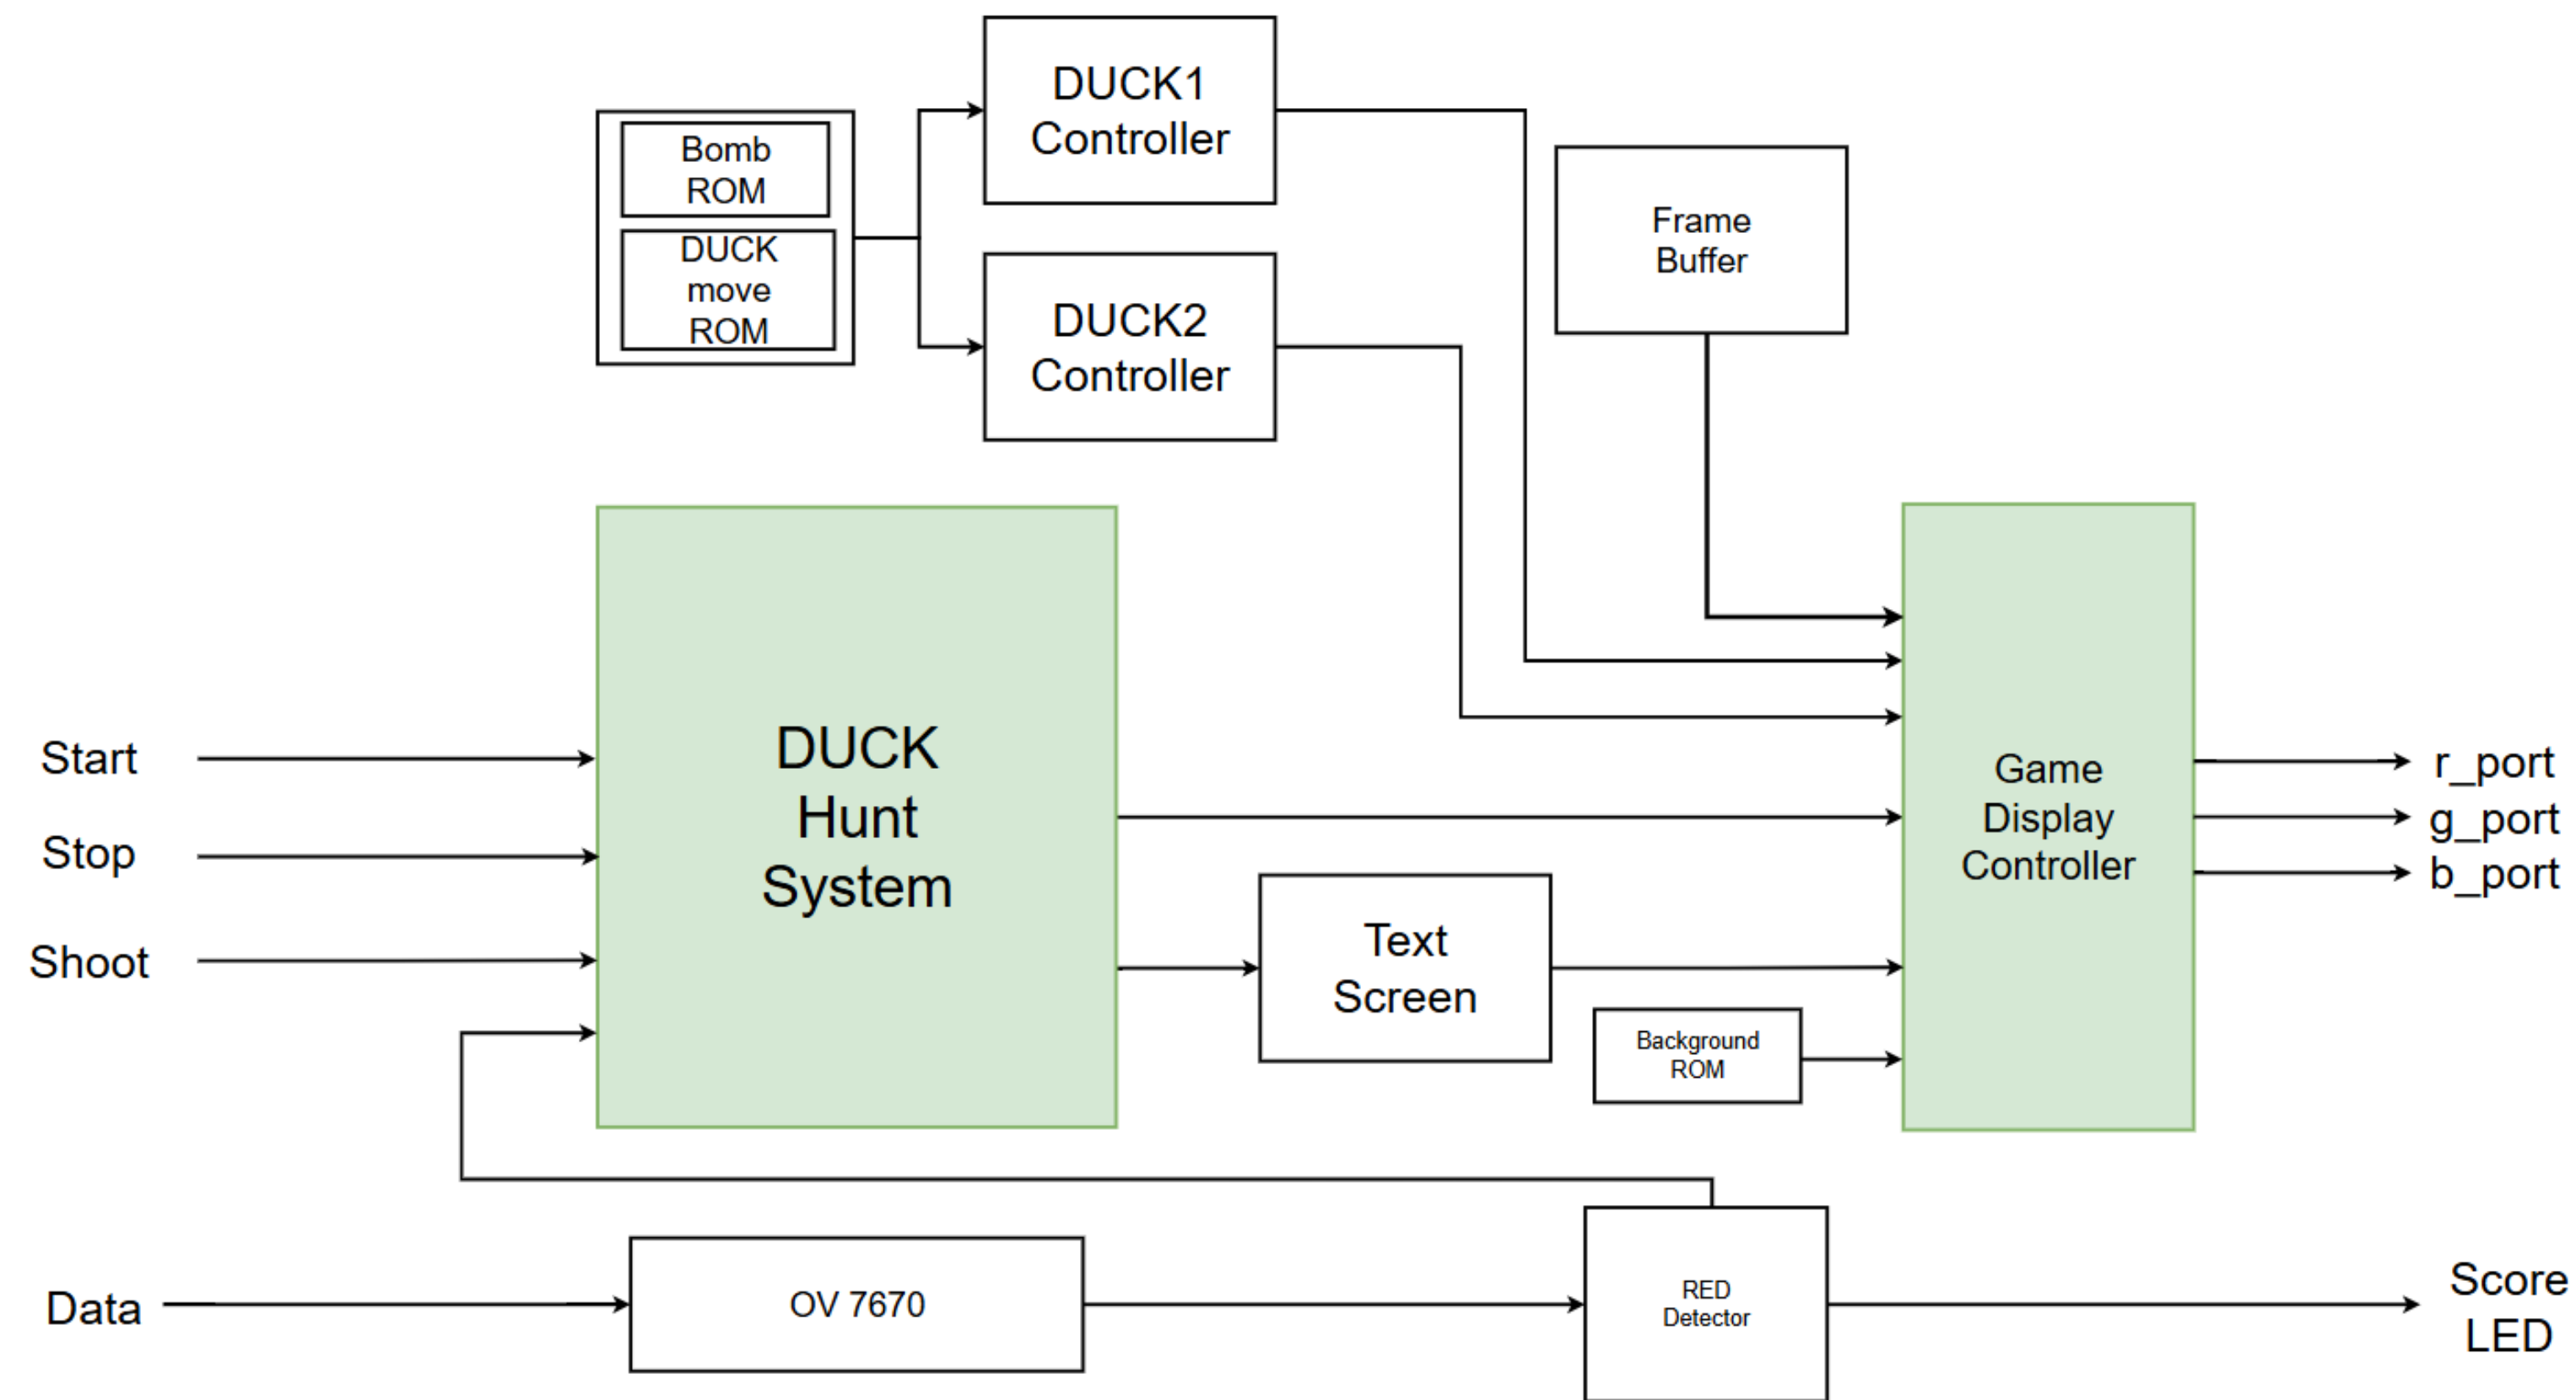 DUCK1
Controller
Bomb
ROM
DUCK
move
ROM
Frame
Buffer
DUCK2
Controller
Start
Stop
Shoot
DUCK
Hunt
System
Game
Display
Controller
r_port
g_port
b_port
Text
Screen
Background
ROM
Data
OV 7670
RED
Detector
Score
LED